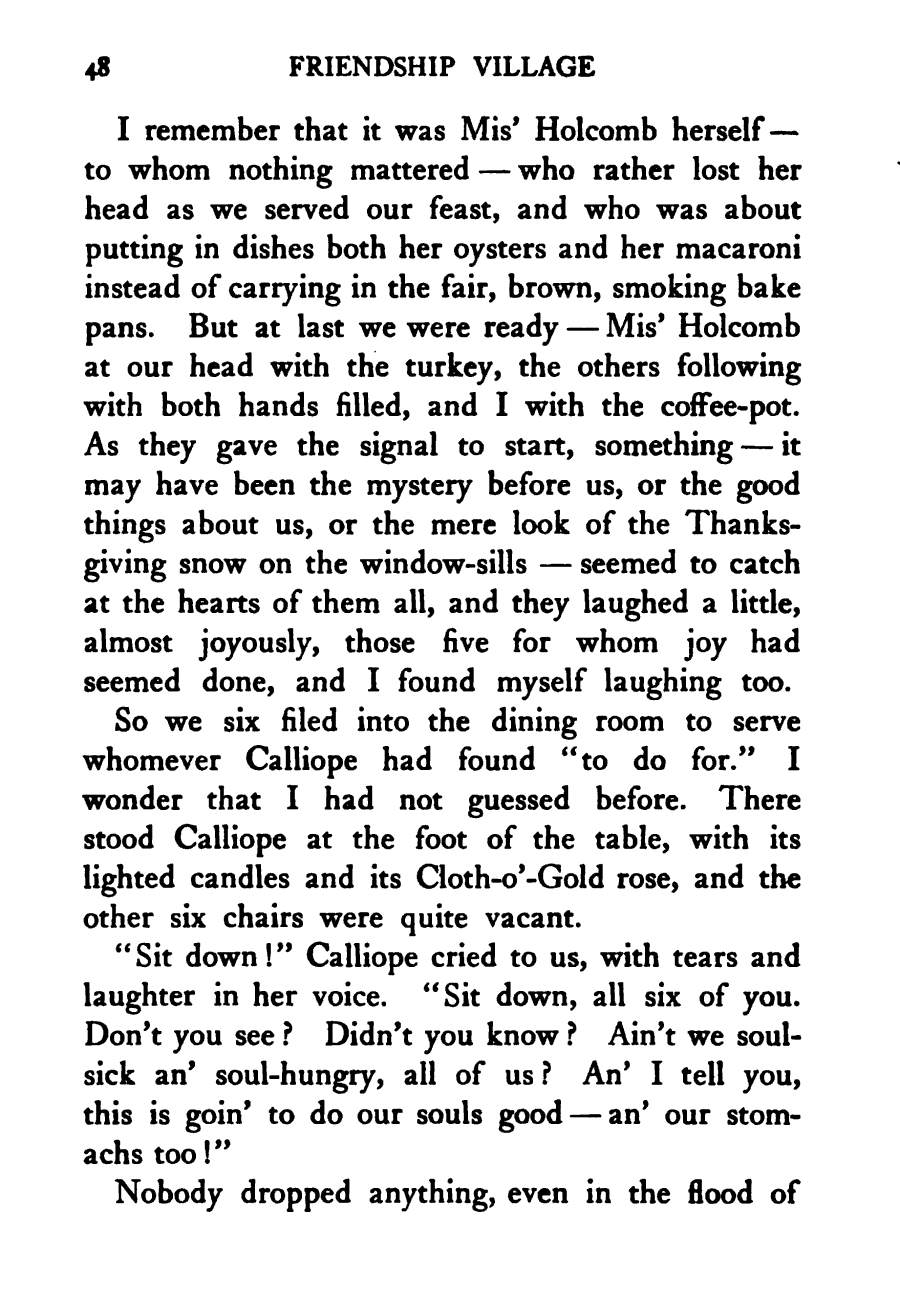 48 FRIENDSHIP VILLAGE
I remember that it was Mis' Holcomb herself —
to whom nothing mattered — who rather lost her
head as we served our feast, and who was about
putting in dishes both her oysters and her macaroni
instead of carrying in the fair, brown, smoking bake
pans. But at last we were ready — Mis' Holcomb
at our head with the turkey, the others following
with both hands filled, and I with the coffee-pot.
As they gave the signal to start, something — it
may have been the mystery before us, or the good
things about us, or the mere look of the Thanks-
giving snow on the window-sills — seemed to catch
at the hearts of them all, and they laughed a little,
almost joyously, those five for whom joy had
seemed done, and I found myself laughing too.
So we six filed into the dining room to serve
whomever Calliope had found "to do for." I
wonder that I had not guessed before. There
stood Calliope at the foot of the table, with its
lighted candles and its Cloth-o'-Gold rose, and the
other six chairs were quite vacant.
"Sit down!" Calliope cried to us, with tears and
laughter in her voice. "Sit down, all six of you.
Don't you see? Didn't you know? Ain't we soul-
sick an' soul-hungry, all of us? An' I tell you,
this is goin' to do our souls good — an' our stom-
achs too!"
Nobody dropped anything, even in the flood of